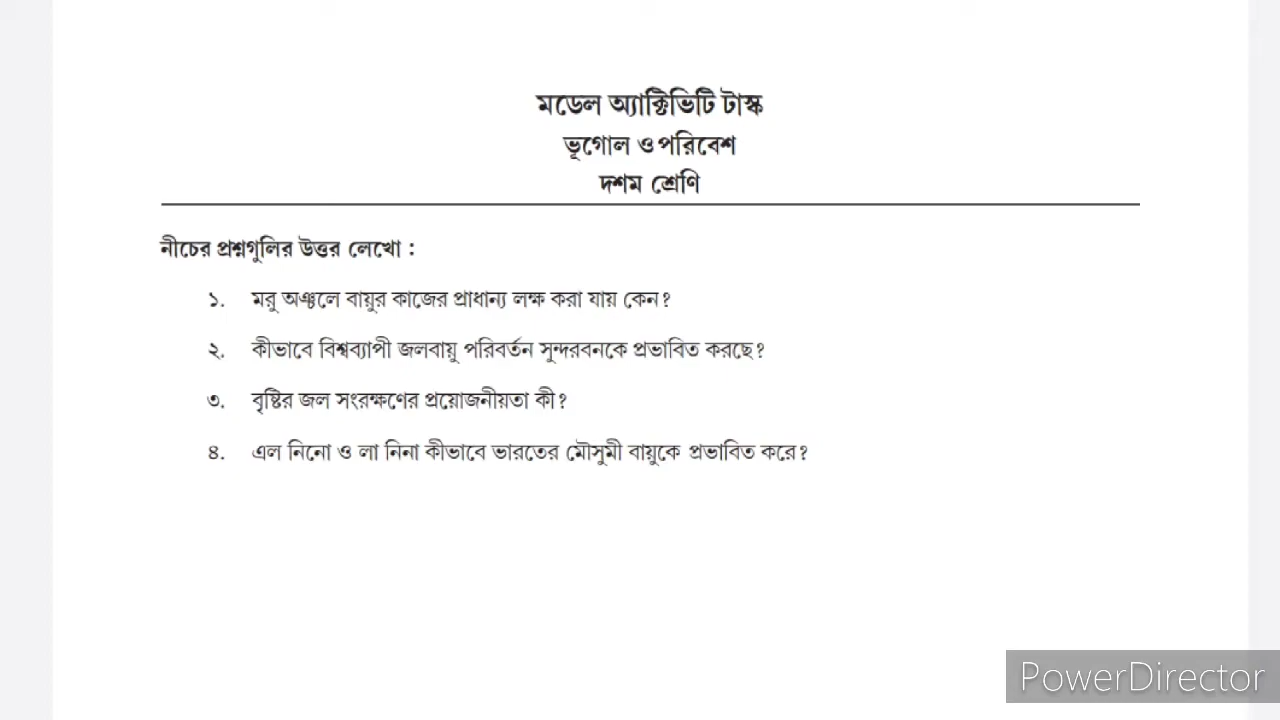 মডেল অ্যাক্টিভিটি টাস্ক
ভূগোল ও পরিবেশ
দশম শ্রেণি
নীচের প্রশ্নগুলির উত্তর লেখো :
১. মরু অঞ্চলে বায়ুর কাজের প্রাধান্য লক্ষ করা যায় কেন?
২. কীভাবে বিশ্বব্যাপী জলবায়ু পরিবর্তন সুন্দরবনকে প্রভাবিত করছে?
৩. বৃষ্টির জল সংরক্ষণের প্রয়োজনীয়তা কী?
৪. এল নিনো ও লা নিনা কীভাবে ভারতের মৌসুমী বায়ুকে প্রভাবিত করে?
PowerDirector